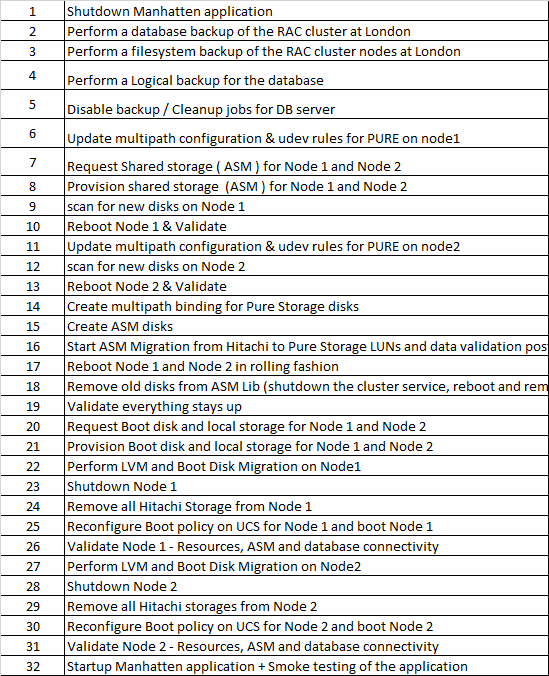 1 Shutdown Manhatten application
2 Perform a database backup of the RAC cluster at London
3 Perform a filesystem backup of the RAC cluster nodes at London
4 Perform a Logical backup for the database
5 Disable backup / Cleanup jobs for DB server
6 Update multipath configuration & udev rules for PURE on node1
7 Request Shared storage ( ASM ) for Node 1 and Node 2
8 Provision shared storage (ASM ) for Node 1 and Node 2
9 scan for new disks on Node 1
10 Reboot Node 1 & Validate
11 Update multipath configuration & udev rules for PURE on node2
12 scan for new disks on Node 2
13 Reboot Node 2 & Validate
14 Create multipath binding for Pure Storage disks
15 Create ASM disks
16 Start ASM Migration from Hitachi to Pure Storage LUNs and data validation pos
17 Reboot Node 1 and Node 2 in rolling fashion
18 Remove old disks from ASM Lib (shutdown the cluster service, reboot and rem
19 Validate everything stays up
20 Request Boot disk and local storage for Node 1 and Node 2
21 Provision Boot disk and local storage for Node 1 and Node 2
22 Perform LVM and Boot Disk Migration on Node1
23 Shutdown Node 1
24 Remove all Hitachi Storage from Node 1
25 Reconfigure Boot policy on UCS for Node 1 and boot Node 1
26 Validate Node 1 - Resources, ASM and database connectivity
27 Perform LVM and Boot Disk Migration on Node2
28 Shutdown Node 2
29 Remove all Hitachi storages from Node 2
30 Reconfigure Boot policy on UCS for Node 2 and boot Node 2
31 Validate Node 2 - Resources, ASM and database connectivity
32 Startup Manhatten application + Smoke testing of the application